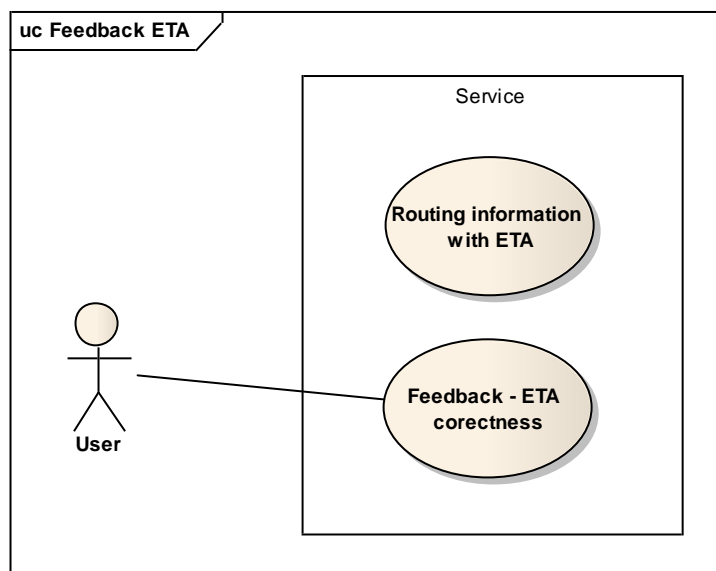 uc Feedback ETA
Service
Routing information
with ETA
Feedback - ETA
corectness
User